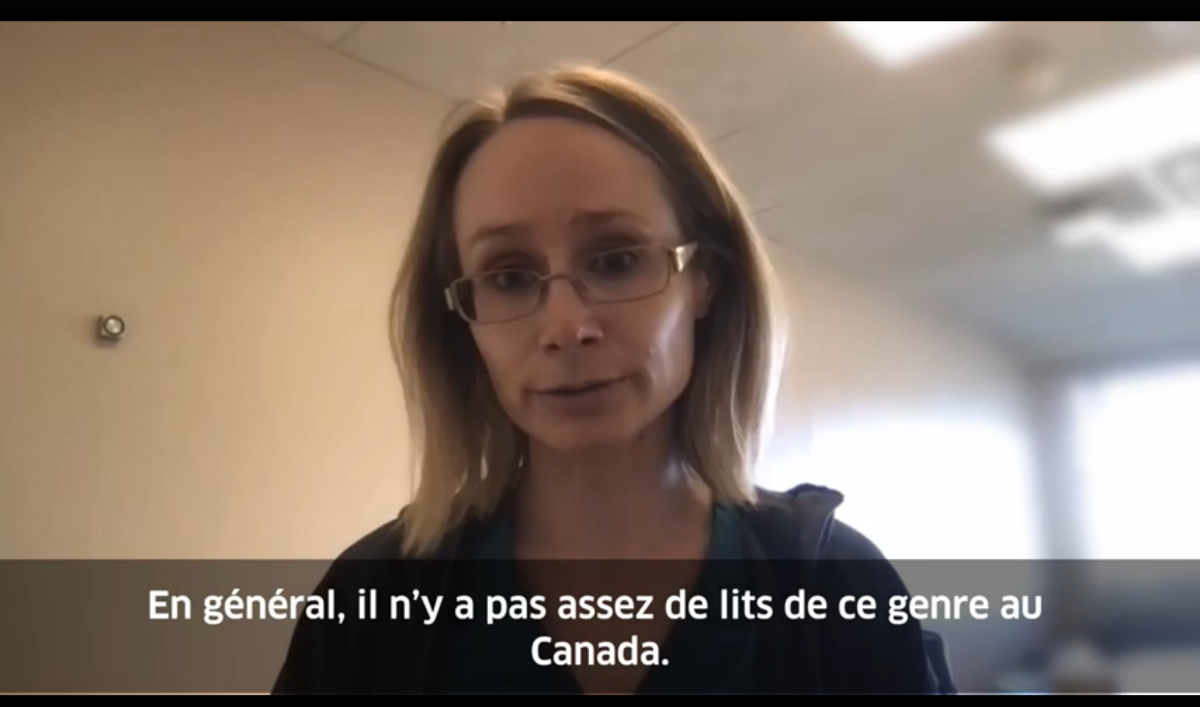 En général, il n’y a pas assez de lits de ce genre au
Canada.